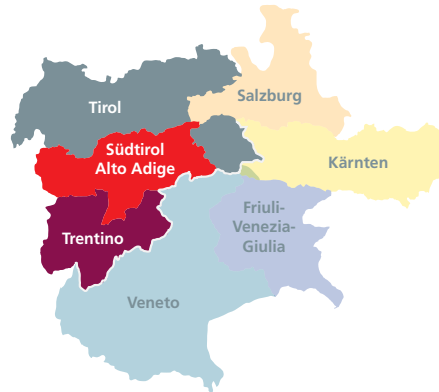 Tirol
Salzburg
Südtirol
Alto Adige
Kärnten
Trentino
Friuli-
Venezia-
Giulia
Veneto